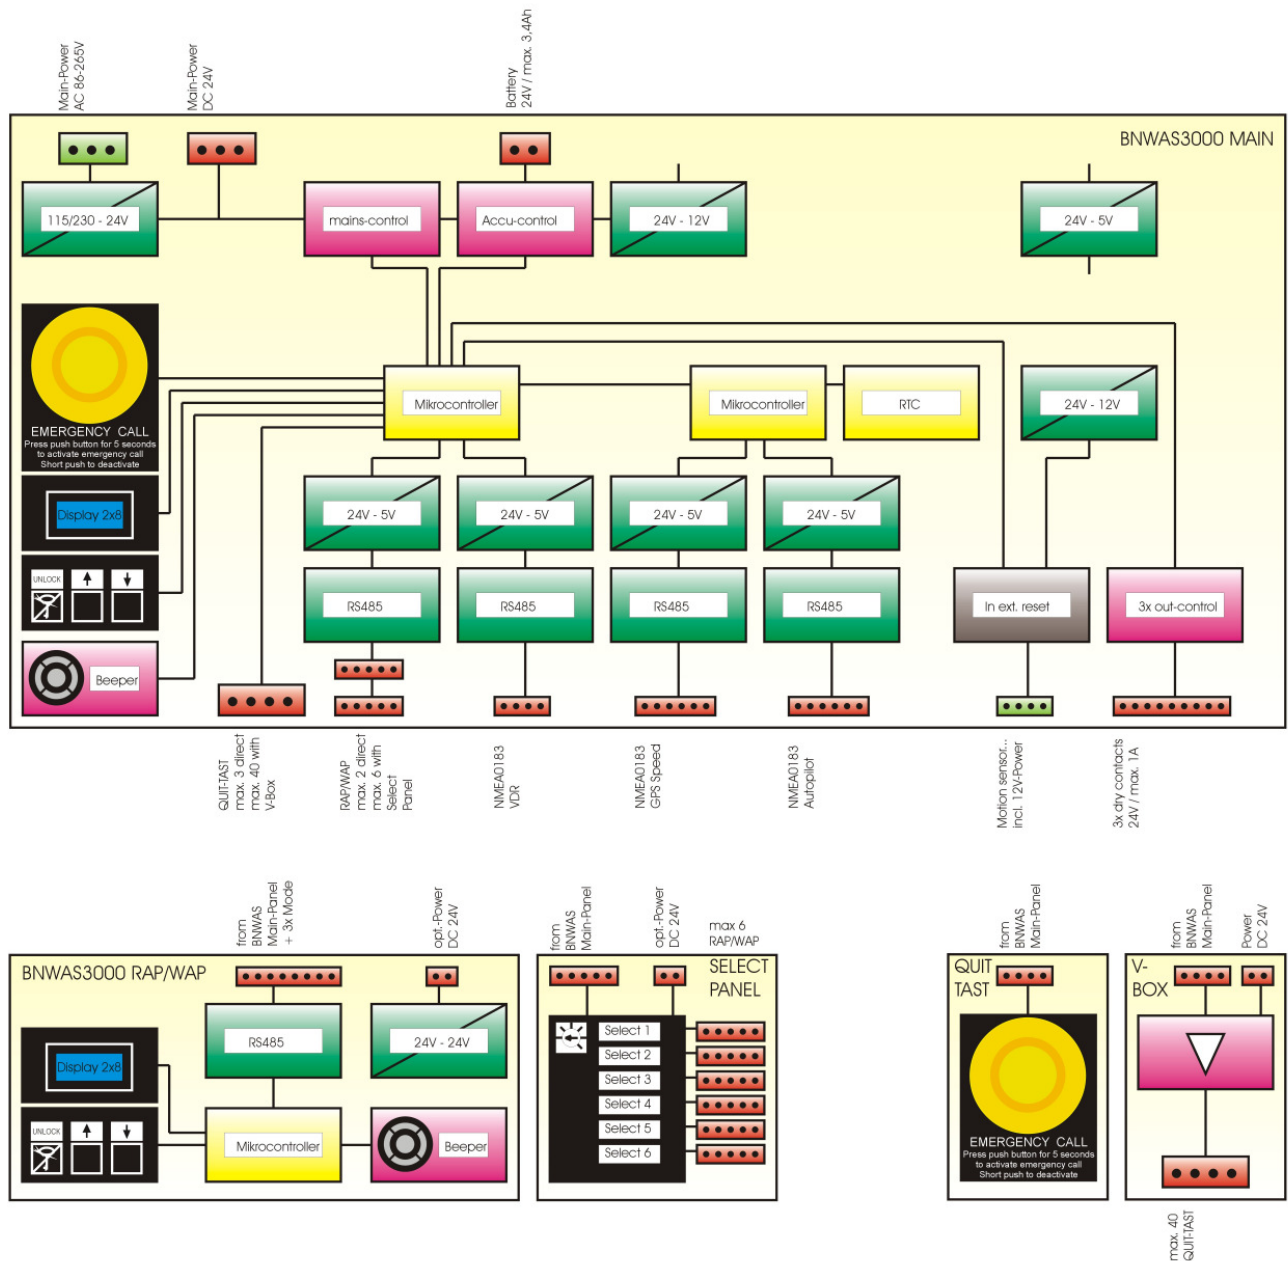 Main-Power
AC 86-265V
Main-Power
DC 24V
Battery
24V / max. 3,4Ah
BNWAS3000 MAIN
115/230 - 24V
mains-control
Accu-control
24V - 12V
24V - 5V
EMERGENCY CALL
Press push button for 5 seconds
to activate emergency call
Short push to deactivate
Mikrocontroller
Mikrocontroller
RTC
24V - 12V
Display 2x8
24V - 5V
24V - 5V
24V - 5V
24V - 5V
UNLOCK
RS485
RS485
RS485
RS485
In ext. reset
3x out-control
Beeper
QUIT-TAST
max. 3 direct
max. 40 with
V-Box
RAP/WAP
max. 2 direct
max. 6 with
Select
Panel
NMEA0183
VDR
NMEA0183
GPS Speed
NMEA0183
Autopilot
Motion sensor...
incl. 12V-Power
3x dry contacts
24V / max. 1A
from
BNWAS
Main-Panel
+ 3x Mode
opt.-Power
DC 24V
BNWAS3000 RAP/WAP
RS485
24V - 24V
Display 2x8
UNLOCK
Mikrocontroller
Beeper
from
BNWAS
Main-Panel
opt.-Power
DC 24V
max 6
RAP/WAP
SELECT
PANEL
Select 1
Select 2
Select 3
Select 4
Select 5
Select 6
from
BNWAS
Main-Panel
QUIT
TAST
EMERGENCY CALL
Press push button for 5 seconds
to activate emergency call
Short push to deactivate
from
BNWAS
Main-Panel
Power
DC 24V
V-
BOX
max. 40
QUIT-TAST